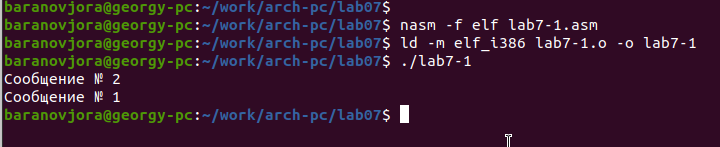 baranovjora@georgy-pc:~/work/arch-pc/lab07$
baranovjora@georgy-pc:~/work/arch-pc/lab07$ nasm -f elf lab7-1.asm
baranovjora@georgy-pc:~/work/arch-pc/lab07$ ld -m elf_i386 lab7-1.o -o lab7-1
baranovjora@georgy-pc:~/work/arch-pc/lab07$ ./lab7-1
Сообщение № 2
Сообщение № 1
baranovjora@georgy-pc:~/work/arch-pc/lab07$